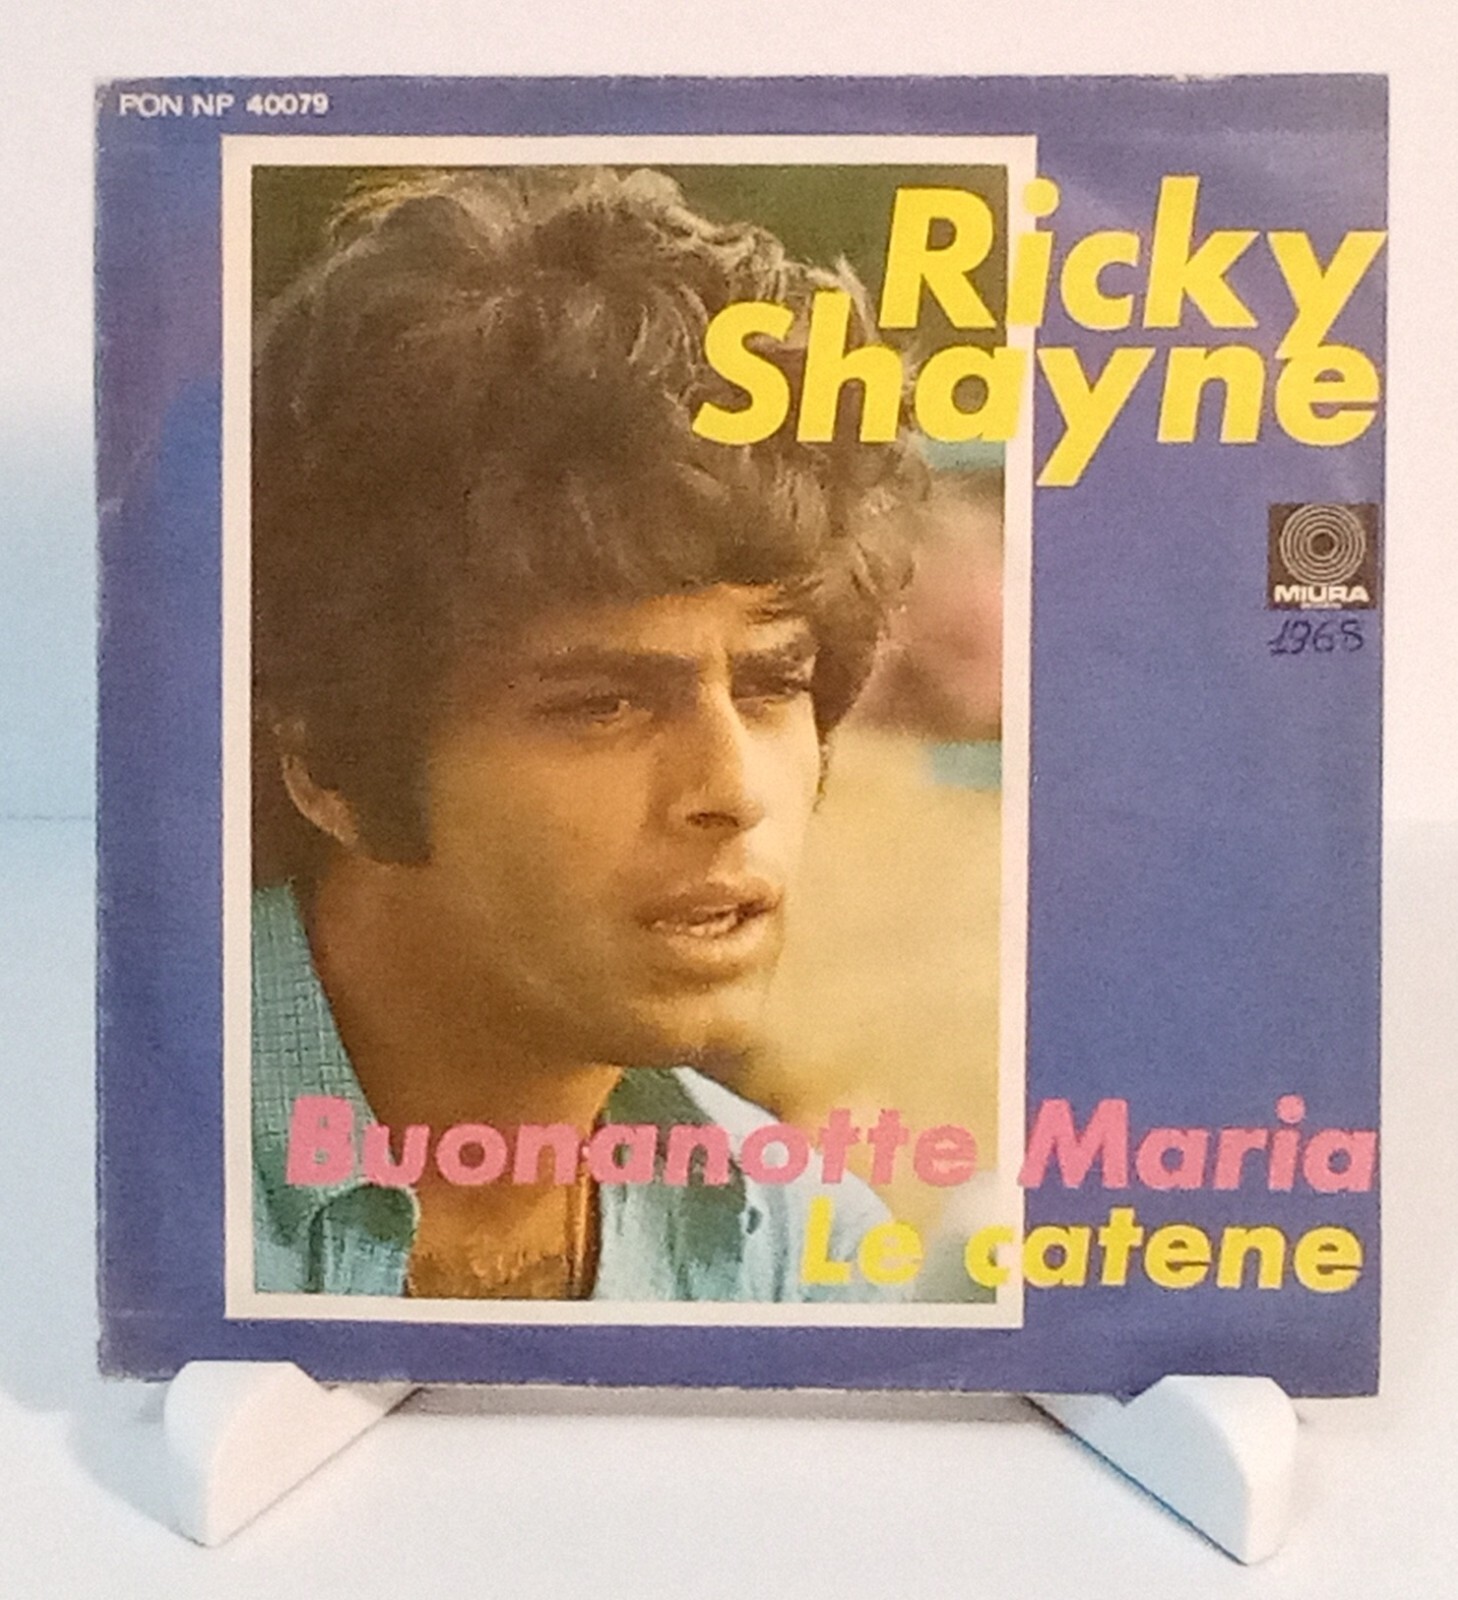 PON NP 40079
Ricky
Shayne
MIURA
1968
Buonanotte Maria
Le catene